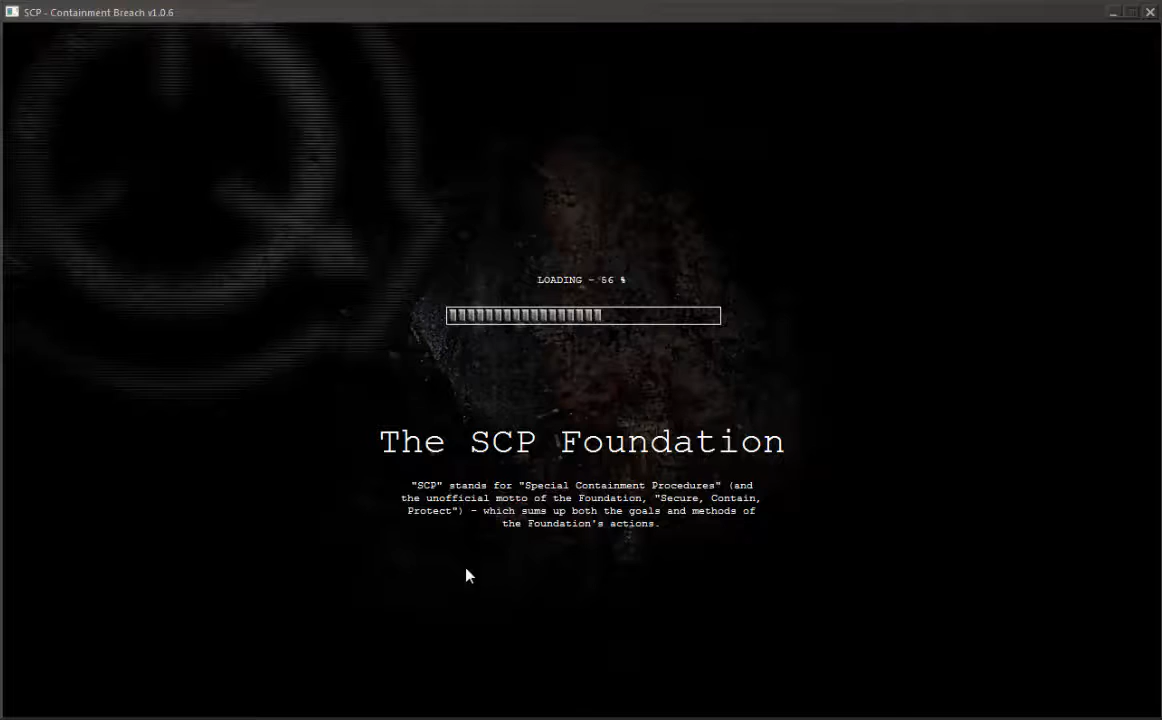 SCP - Containment Breach v1.0.6
LOADING - 56 %
The SCP Foundation
"SCP" stands for "Special Containment Procedures" (and
the unofficial motto of the Foundation, "Secure, Contain,
Protect") - which sums up both the goals and methods of
the Foundation's actions.